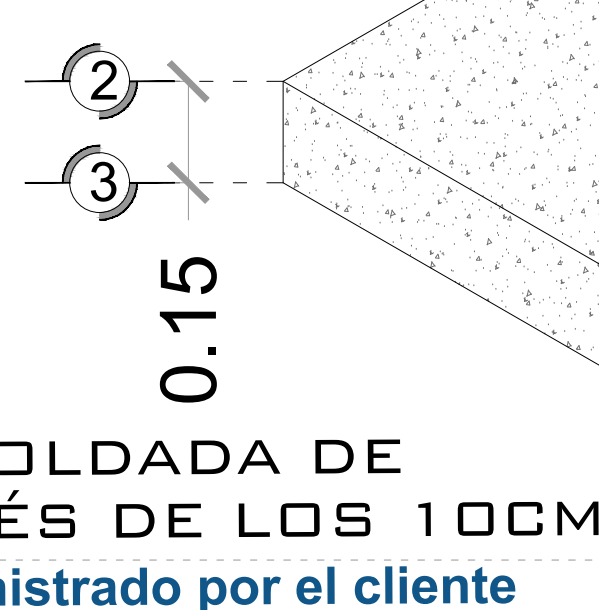 2
3
0.15
OLDADA DE
ÉS DE LOS 10CM
nistrado por el cliente